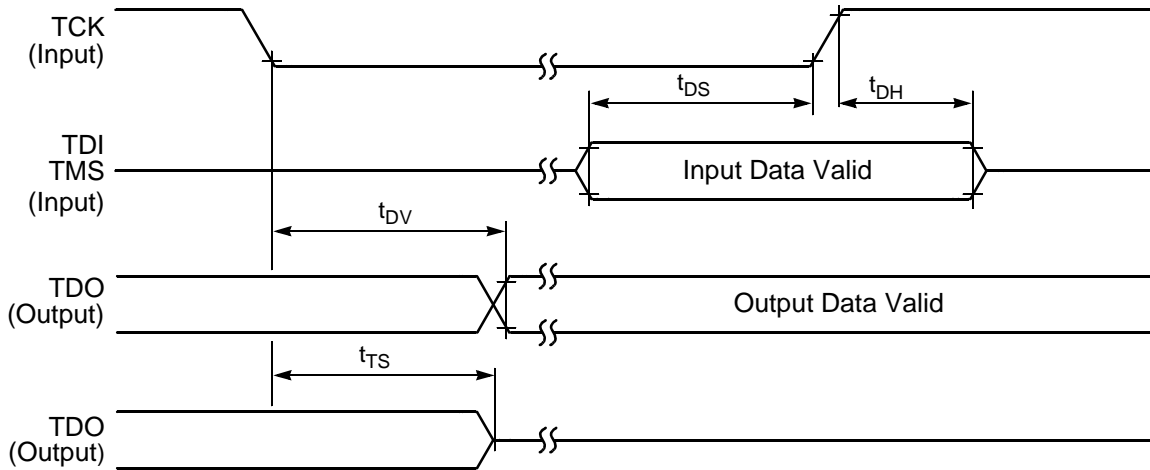 TCK
(Input)
tDS
tDH
TDI
TMS
(Input)
Input Data Valid
tDV
TDO
(Output)
Output Data Valid
tTS
TDO
(Output)